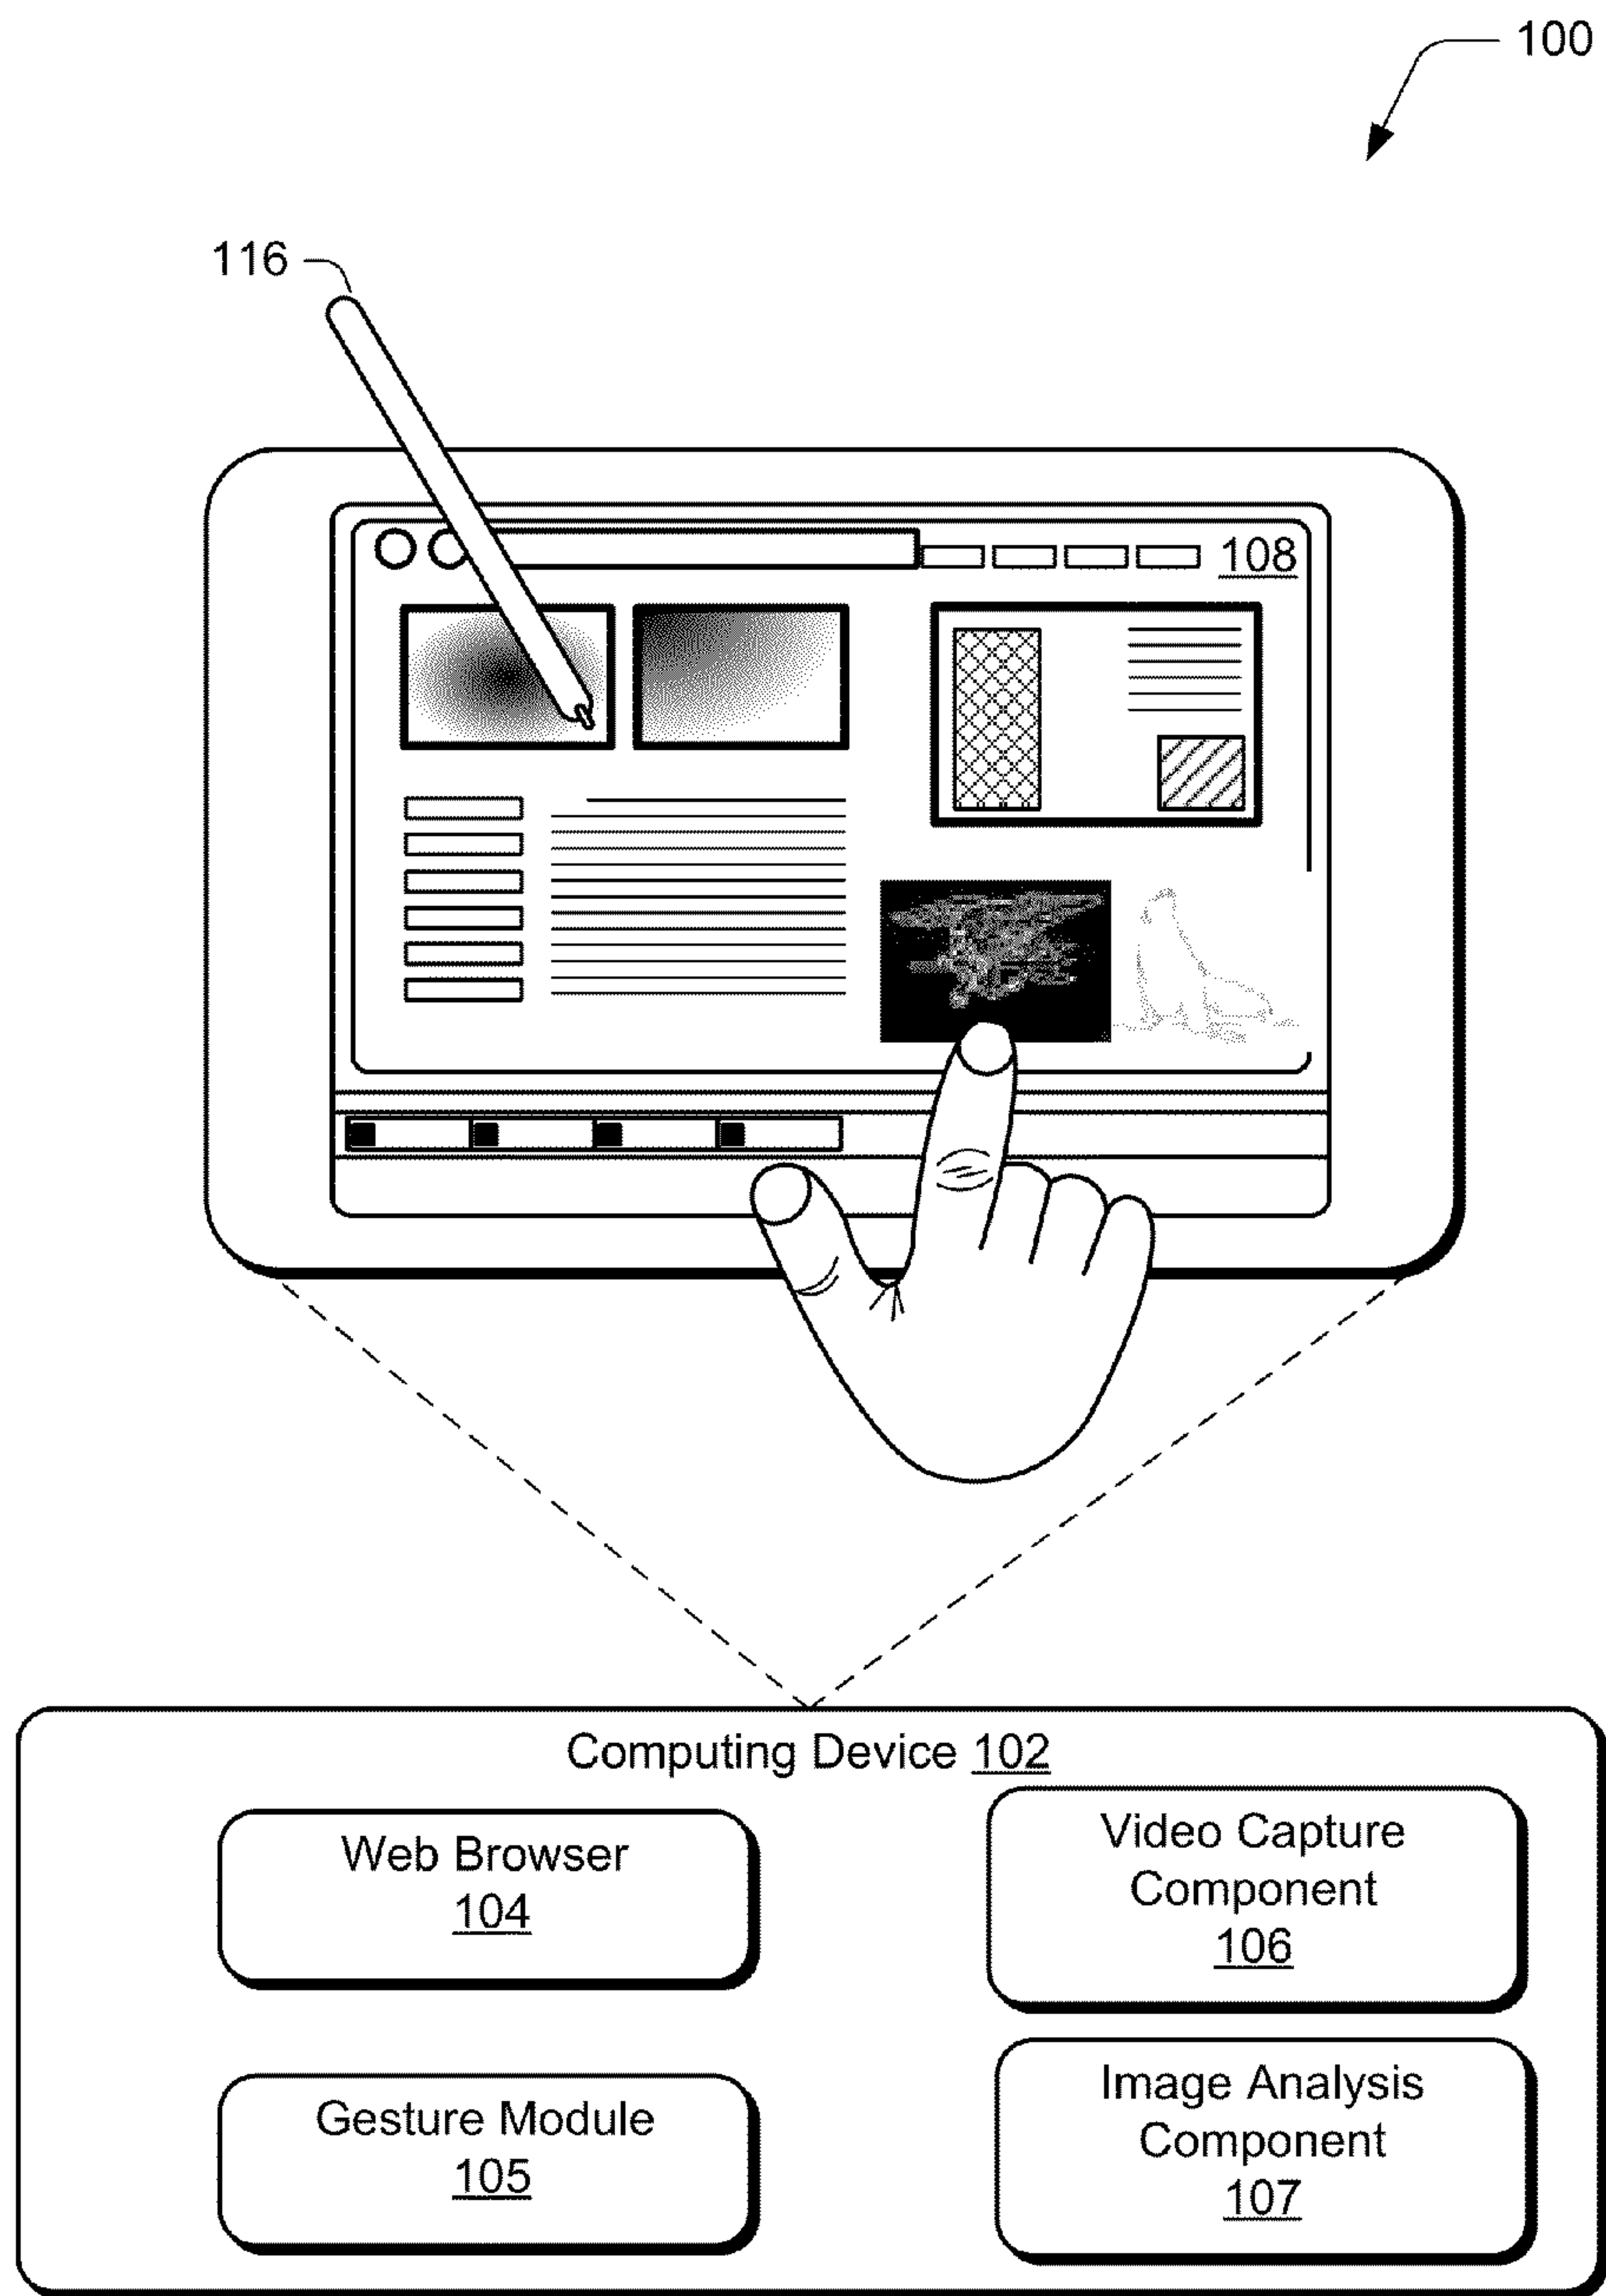 100
116
108
Computing Device 102
Web Browser
104
Video Capture
Component
106
Gesture Module
105
Image Analysis
Component
107